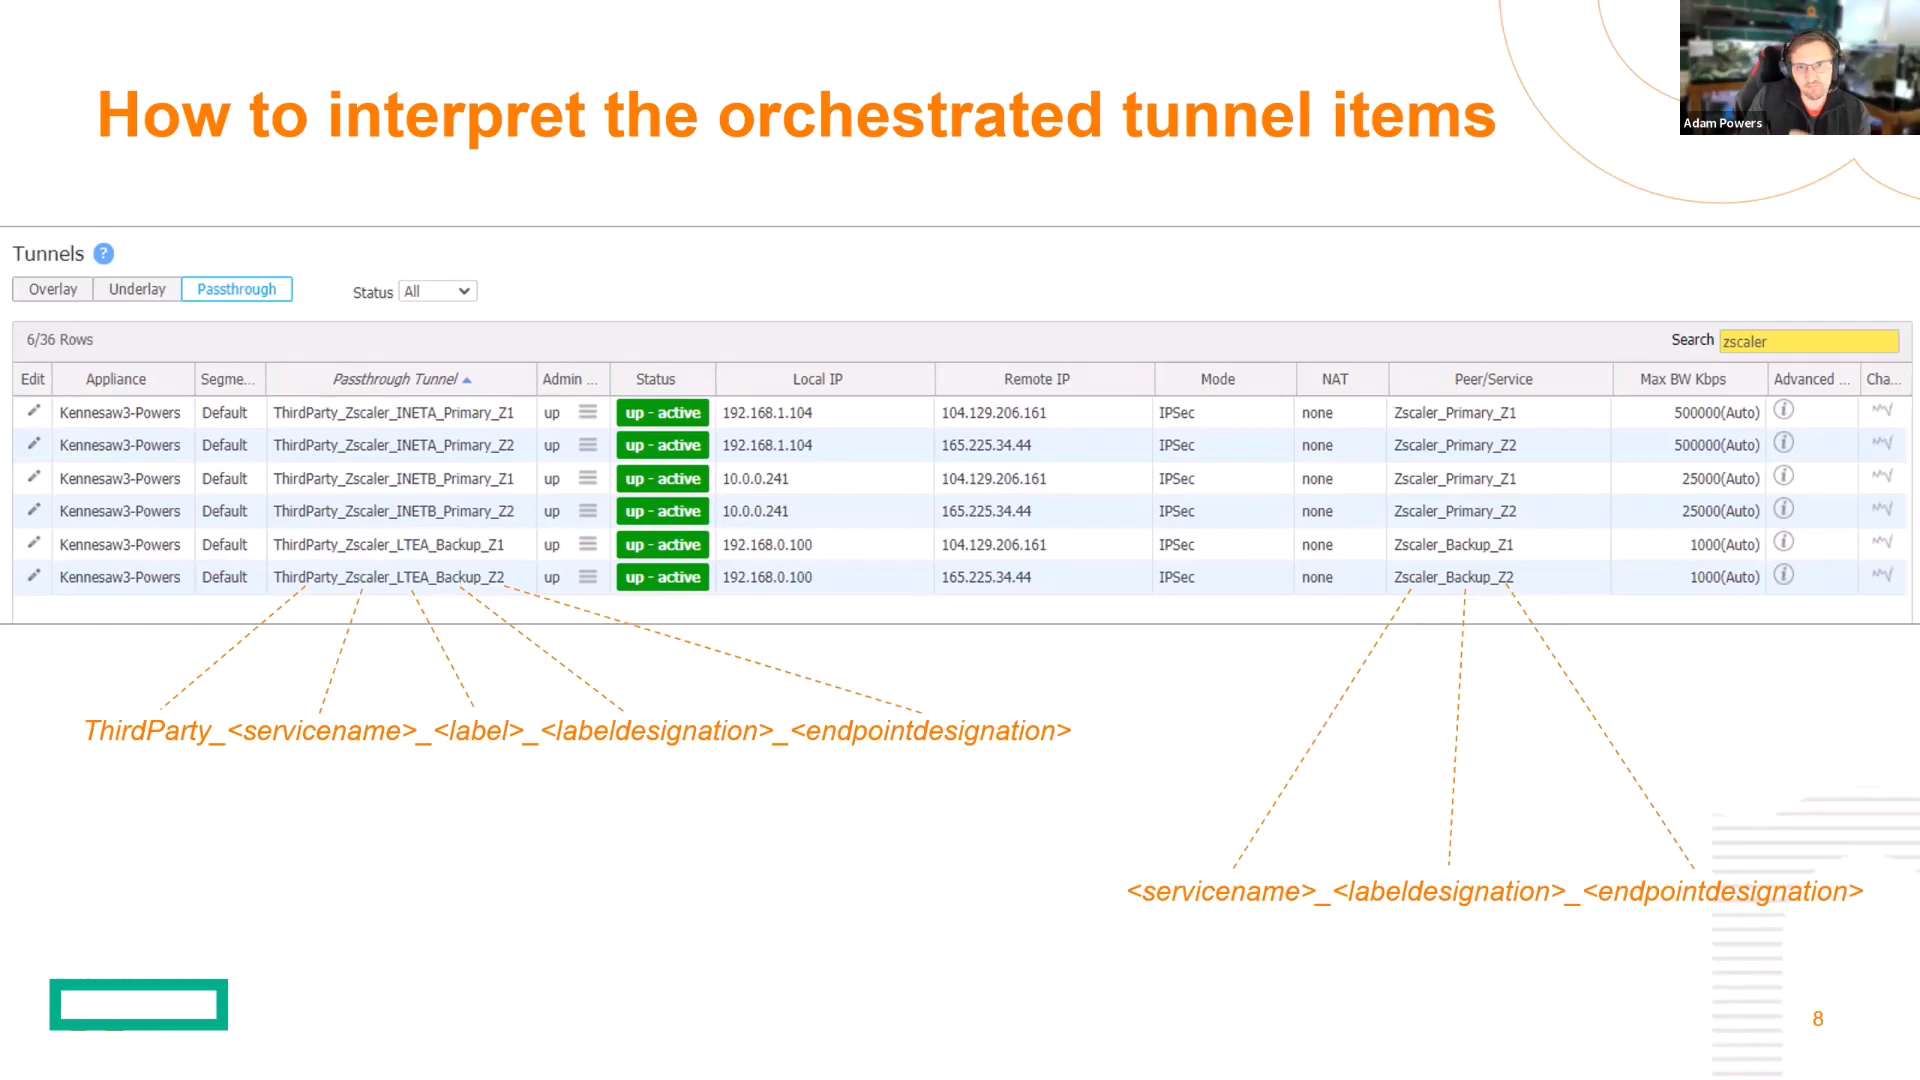 How to interpret the orchestrated tunnel items
Adam Powers
Tunnels ?
Overlay Underlay Passthrough Status All
6/36 Rows Search zscaler
Edit Appliance Segme... Passthrough Tunnel Admin ... Status Local IP Remote IP Mode NAT Peer/Service Max BW Kbps Advanced ... Cha...
Kennesaw3-Powers Default ThirdParty_Zscaler_INETA_Primary_Z1 up up - active 192.168.1.104 104.129.206.161 IPSec none Zscaler_Primary_Z1 500000(Auto) i
Kennesaw3-Powers Default ThirdParty_Zscaler_INETA_Primary_Z2 up up - active 192.168.1.104 165.225.34.44 IPSec none Zscaler_Primary_Z2 500000(Auto) i
Kennesaw3-Powers Default ThirdParty_Zscaler_INETB_Primary_Z1 up up - active 10.0.0.241 104.129.206.161 IPSec none Zscaler_Primary_Z1 25000(Auto) i
Kennesaw3-Powers Default ThirdParty_Zscaler_INETB_Primary_Z2 up up - active 10.0.0.241 165.225.34.44 IPSec none Zscaler_Primary_Z2 25000(Auto) i
Kennesaw3-Powers Default ThirdParty_Zscaler_LTEA_Backup_Z1 up up - active 192.168.0.100 104.129.206.161 IPSec none Zscaler_Backup_Z1 1000(Auto) i
Kennesaw3-Powers Default ThirdParty_Zscaler_LTEA_Backup_Z2 up up - active 192.168.0.100 165.225.34.44 IPSec none Zscaler_Backup_Z2 1000(Auto) i
ThirdParty_<servicename>_<label>_<labeldesignation>_<endpointdesignation>
<servicename>_<labeldesignation>_<endpointdesignation>
8